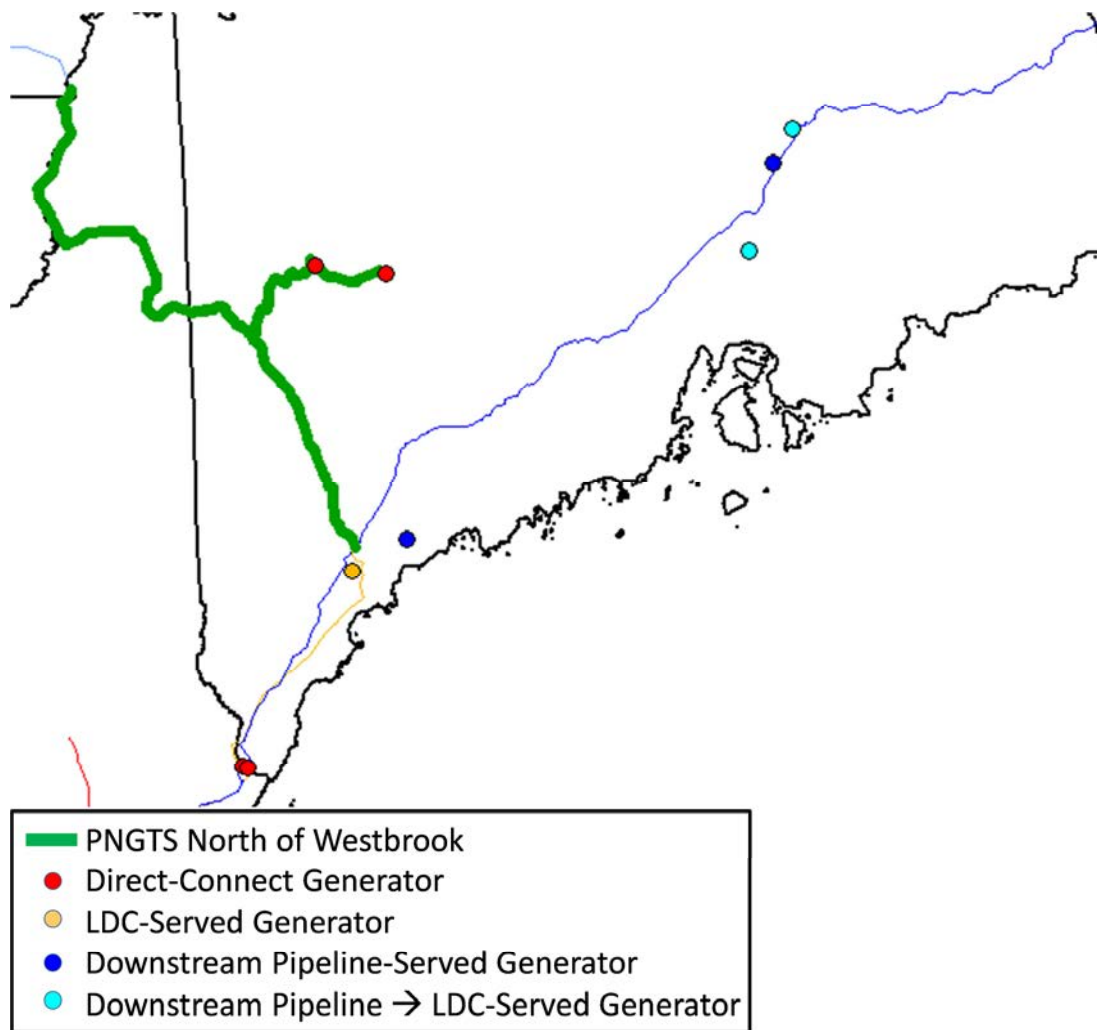 PNGTS North of Westbrook
Direct-Connect Generator
LDC-Served Generator
Downstream Pipeline-Served Generator
Downstream Pipeline → LDC-Served Generator